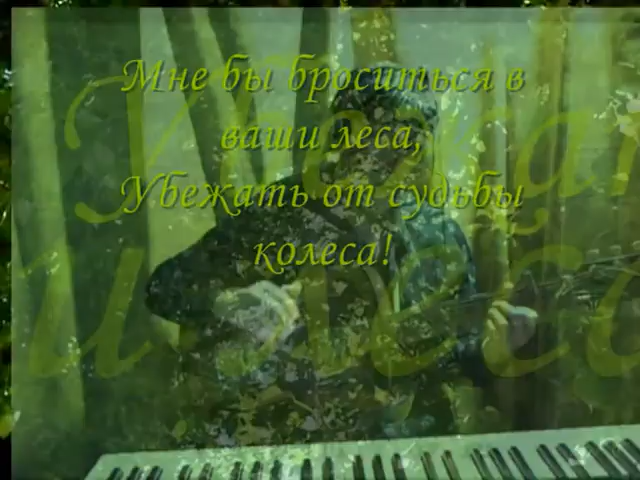 Мне бы броситься в
ваши леса,
Убежать от судьбы
колеса!